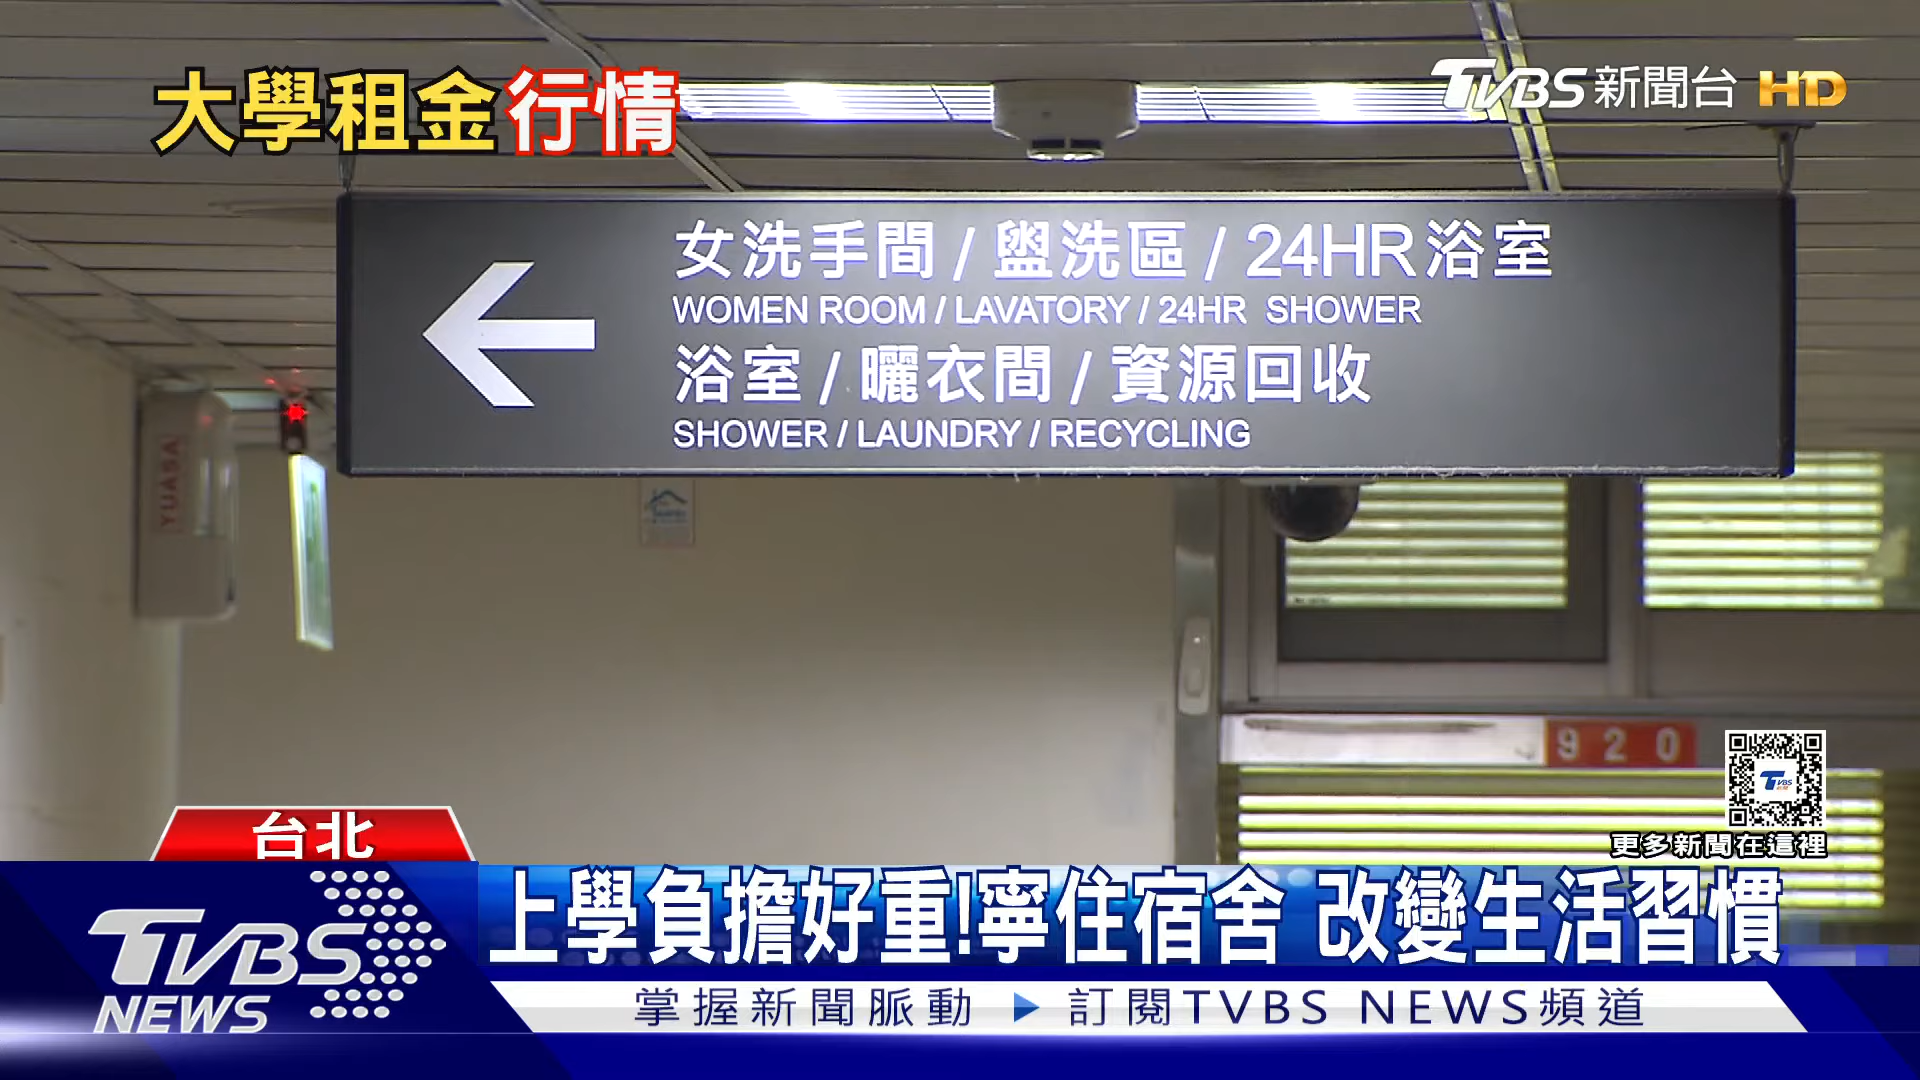 大學租金行情
TVBS新聞台 HD
女洗手間 / 盥洗區 / 24HR浴室
WOMEN ROOM / LAVATORY / 24HR SHOWER
浴室 / 曬衣間 / 資源回收
SHOWER / LAUNDRY / RECYCLING
YUASA
920
TVBS
更多新聞在這裡
台北
上學負擔好重!寧住宿舍 改變生活習慣
TVBS NEWS
掌握新聞脈動 ▶ 訂閱TVBS NEWS頻道